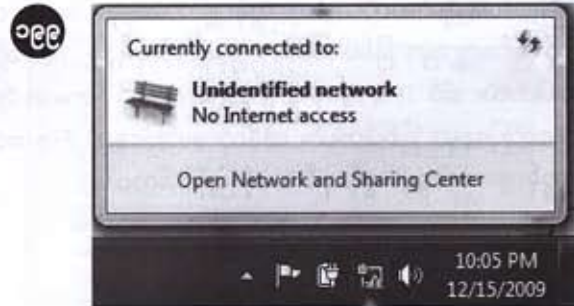 Currently connected to:
Unidentified network
No Internet access
Open Network and Sharing Center
10:05 PM
12/15/2009